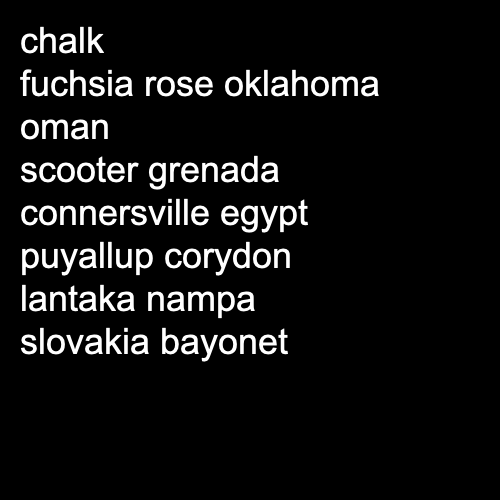 chalk
fuchsia rose oklahoma
oman
scooter grenada
connersville egypt
puyallup corydon
lantaka nampa
slovakia bayonet